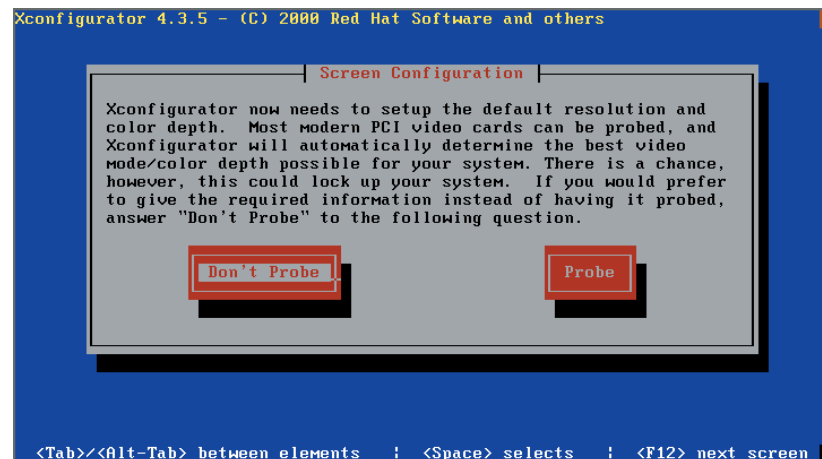 Xconfigurator 4.3.5 - (C) 2000 Red Hat Software and others
Screen Configuration
Xconfigurator now needs to setup the default resolution and
color depth.  Most modern PCI video cards can be probed, and
Xconfigurator will automatically determine the best video
mode/color depth possible for your system. There is a chance,
however, this could lock up your system.  If you would prefer
to give the required information instead of having it probed,
answer "Don't Probe" to the following question.
Don't Probe    Probe
<Tab>/<Alt-Tab> between elements   ¦  <Space> selects   ¦  <F12> next screen